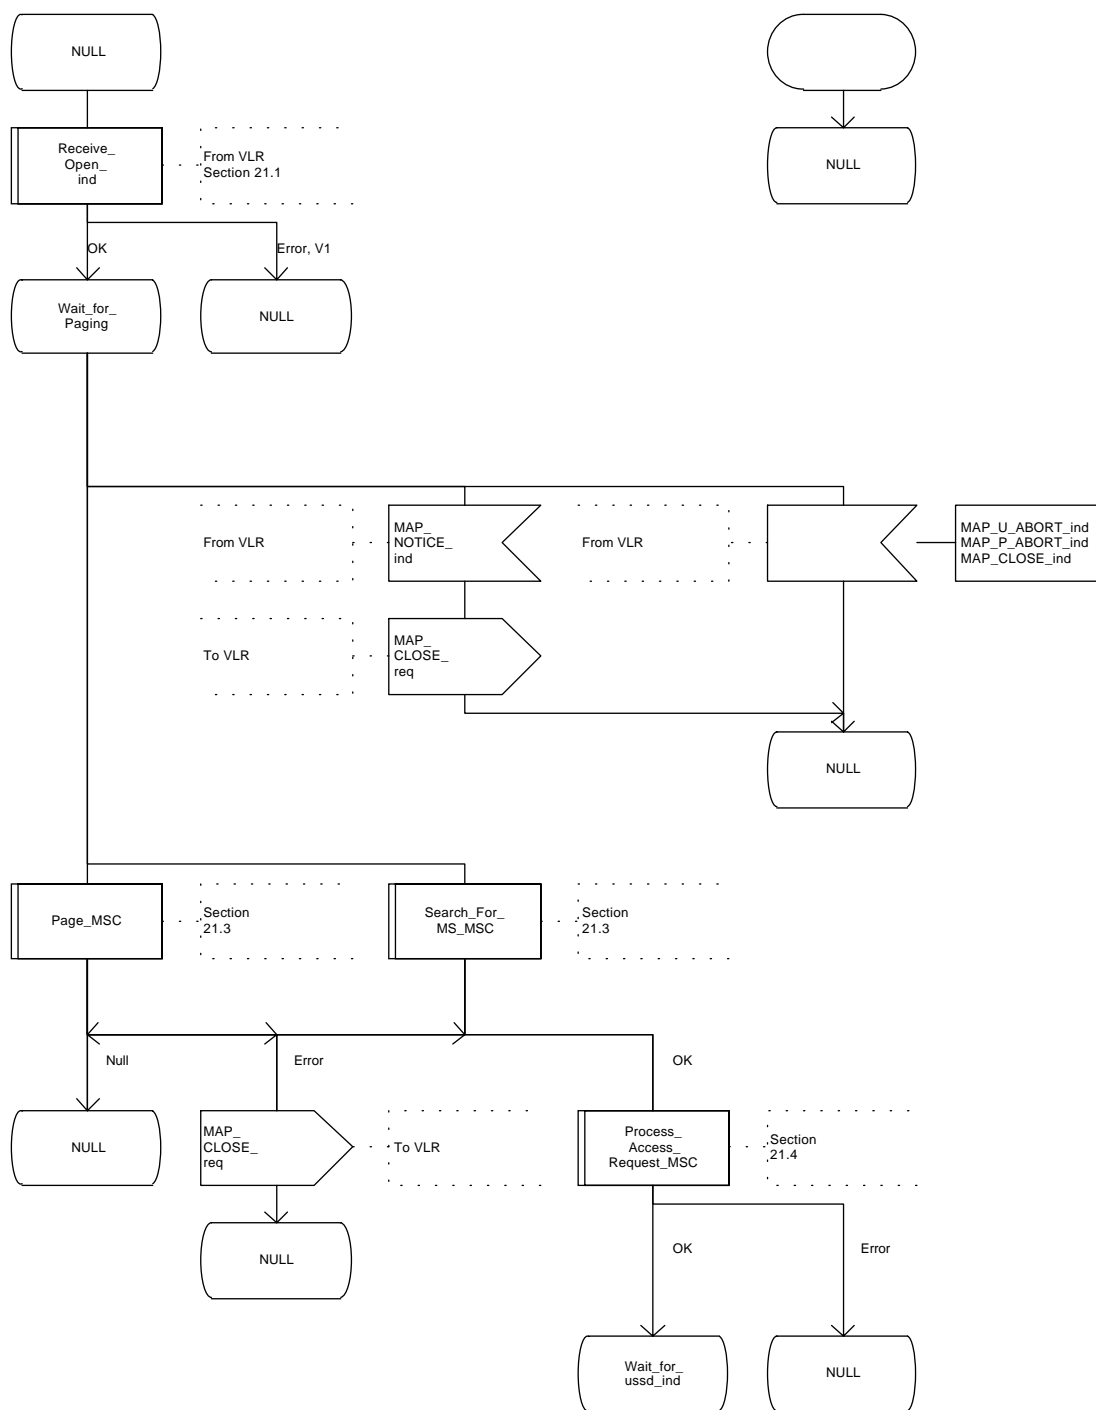 NULL
Receive_
Open_
ind
From VLR
Section 21.1
NULL
OK
Error, V1
Wait_for_
Paging
NULL
From VLR
MAP_
NOTICE_
ind
From VLR
MAP_U_ABORT_ind
MAP_P_ABORT_ind
MAP_CLOSE_ind
To VLR
MAP_
CLOSE_
req
NULL
Page_MSC
Section
21.3
Search_For_
MS_MSC
Section
21.3
Null
Error
OK
NULL
MAP_
CLOSE_
req
To VLR
Process_
Access_
Request_MSC
Section
21.4
NULL
OK
Error
Wait_for_
ussd_ind
NULL